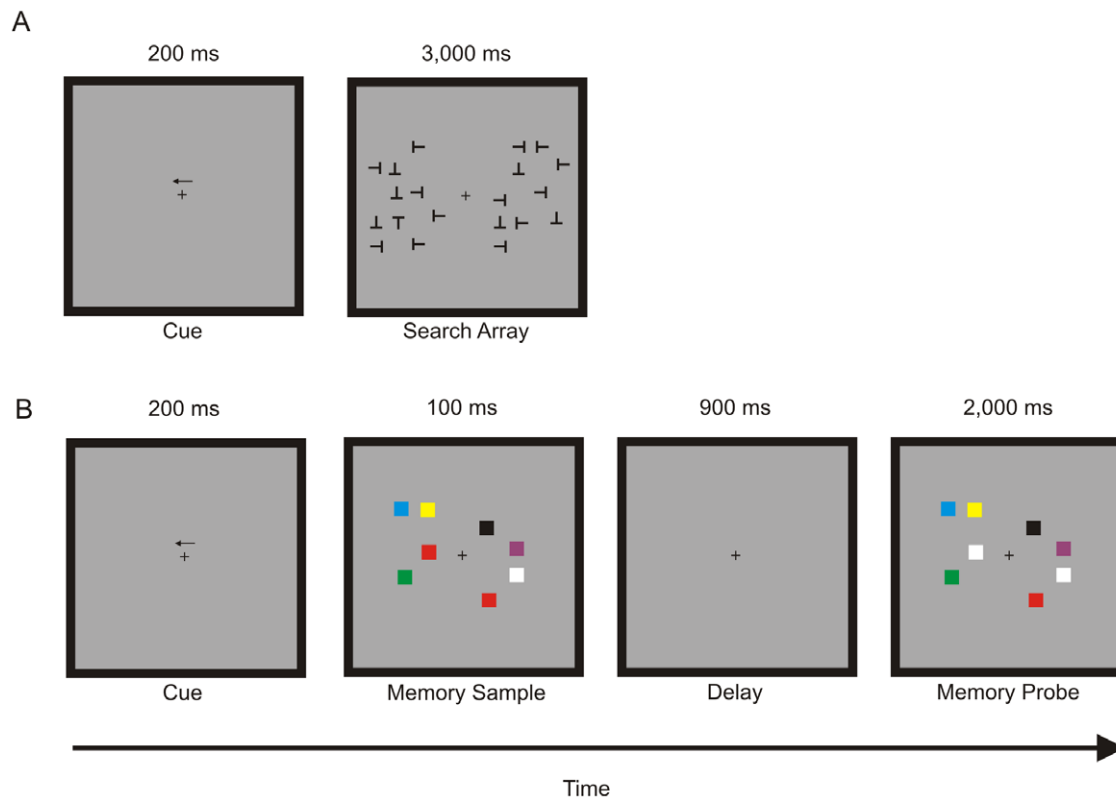 A
200 ms
3,000 ms
Cue
Search Array
B
200 ms
100 ms
900 ms
2,000 ms
Cue
Memory Sample
Delay
Memory Probe
Time